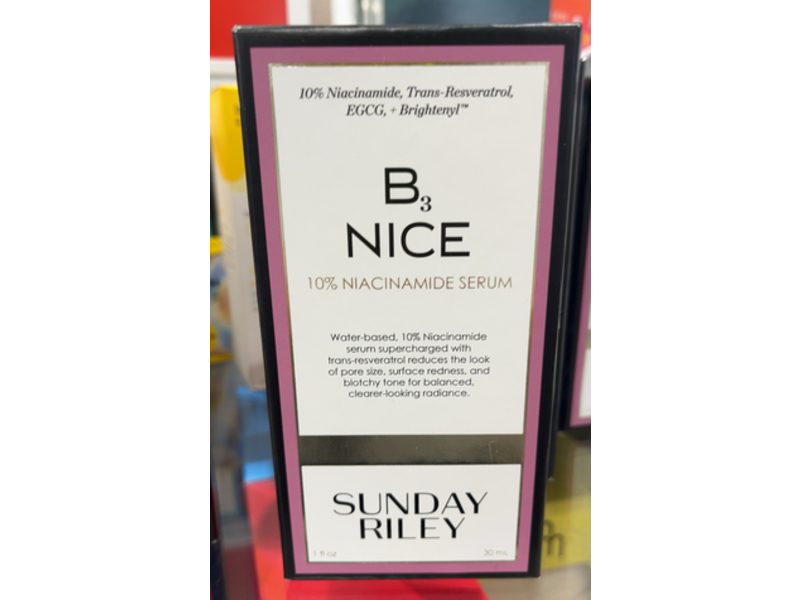 10% Niacinamide, Trans-Resveratrol,
EGCG, + Brightenyl™
B3
NICE
10% NIACINAMIDE SERUM
Water-based, 10% Niacinamide
serum supercharged with
trans-resveratrol reduces the look
of pore size, surface redness, and
blotchy tone for balanced,
clearer-looking radiance.
SUNDAY
RILEY
1 fl oz
30 mL